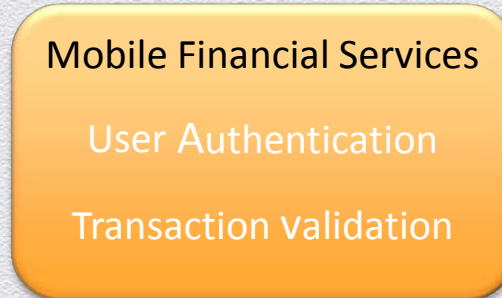 Mobile Financial Services
User Authentication
Transaction validation